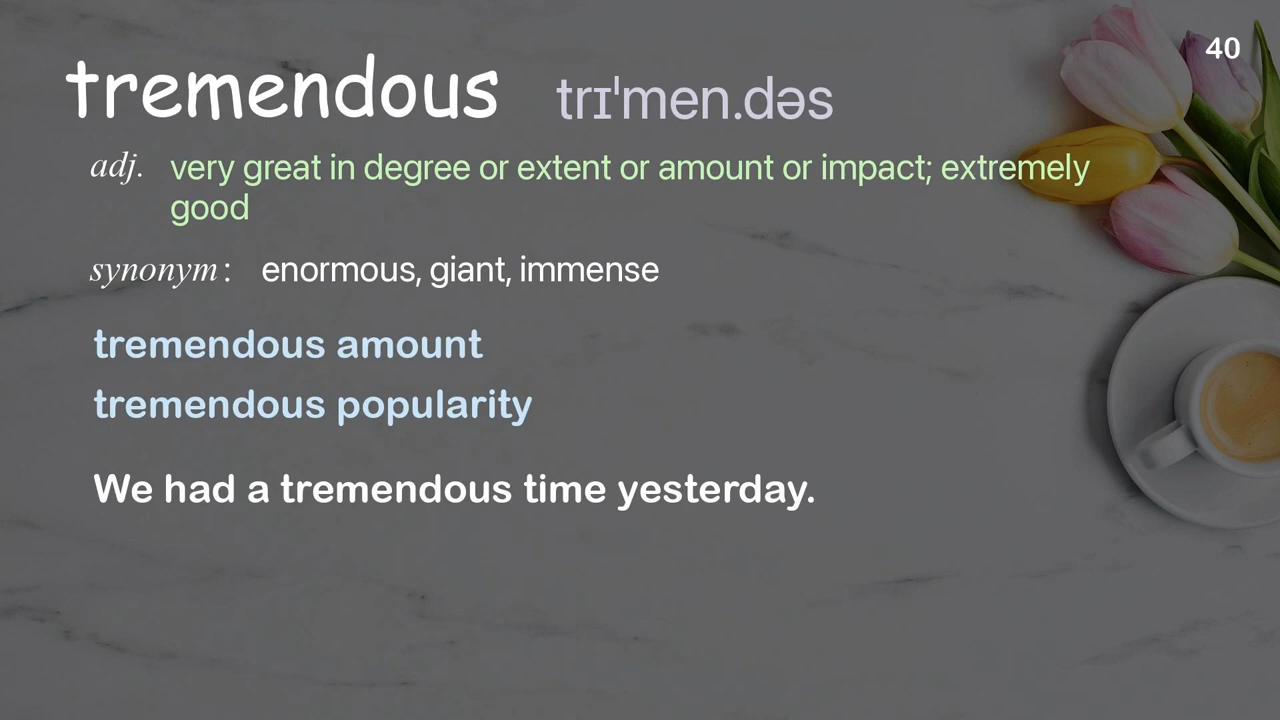 40
tremendous trɪˈmen.dəs
adj. very great in degree or extent or amount or impact; extremely
good
synonym: enormous, giant, immense
tremendous amount
tremendous popularity
We had a tremendous time yesterday.